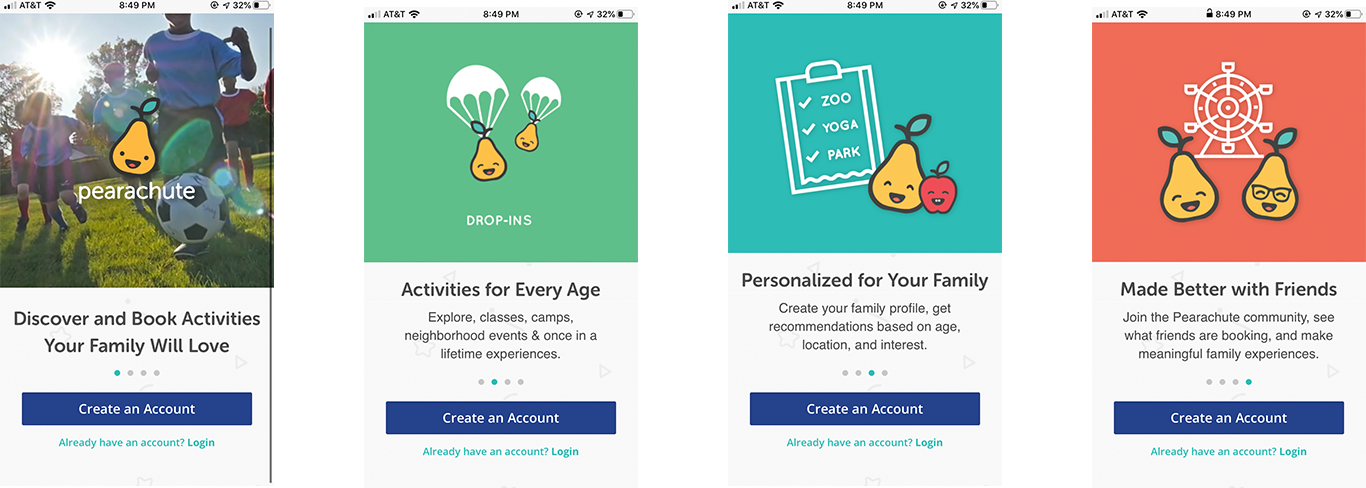 AT&T 8:49 PM 32%
pearachute
Discover and Book Activities
Your Family Will Love
Create an Account
Already have an account? Login
AT&T 8:49 PM 32%
DROP-INS
Activities for Every Age
Explore, classes, camps,
neighborhood events & once in a
lifetime experiences.
Create an Account
Already have an account? Login
AT&T 8:49 PM 32%
ZOO
YOGA
PARK
Personalized for Your Family
Create your family profile, get
recommendations based on age,
location, and interest.
Create an Account
Already have an account? Login
AT&T 8:49 PM 32%
Made Better with Friends
Join the Pearachute community, see
what friends are booking, and make
meaningful family experiences.
Create an Account
Already have an account? Login